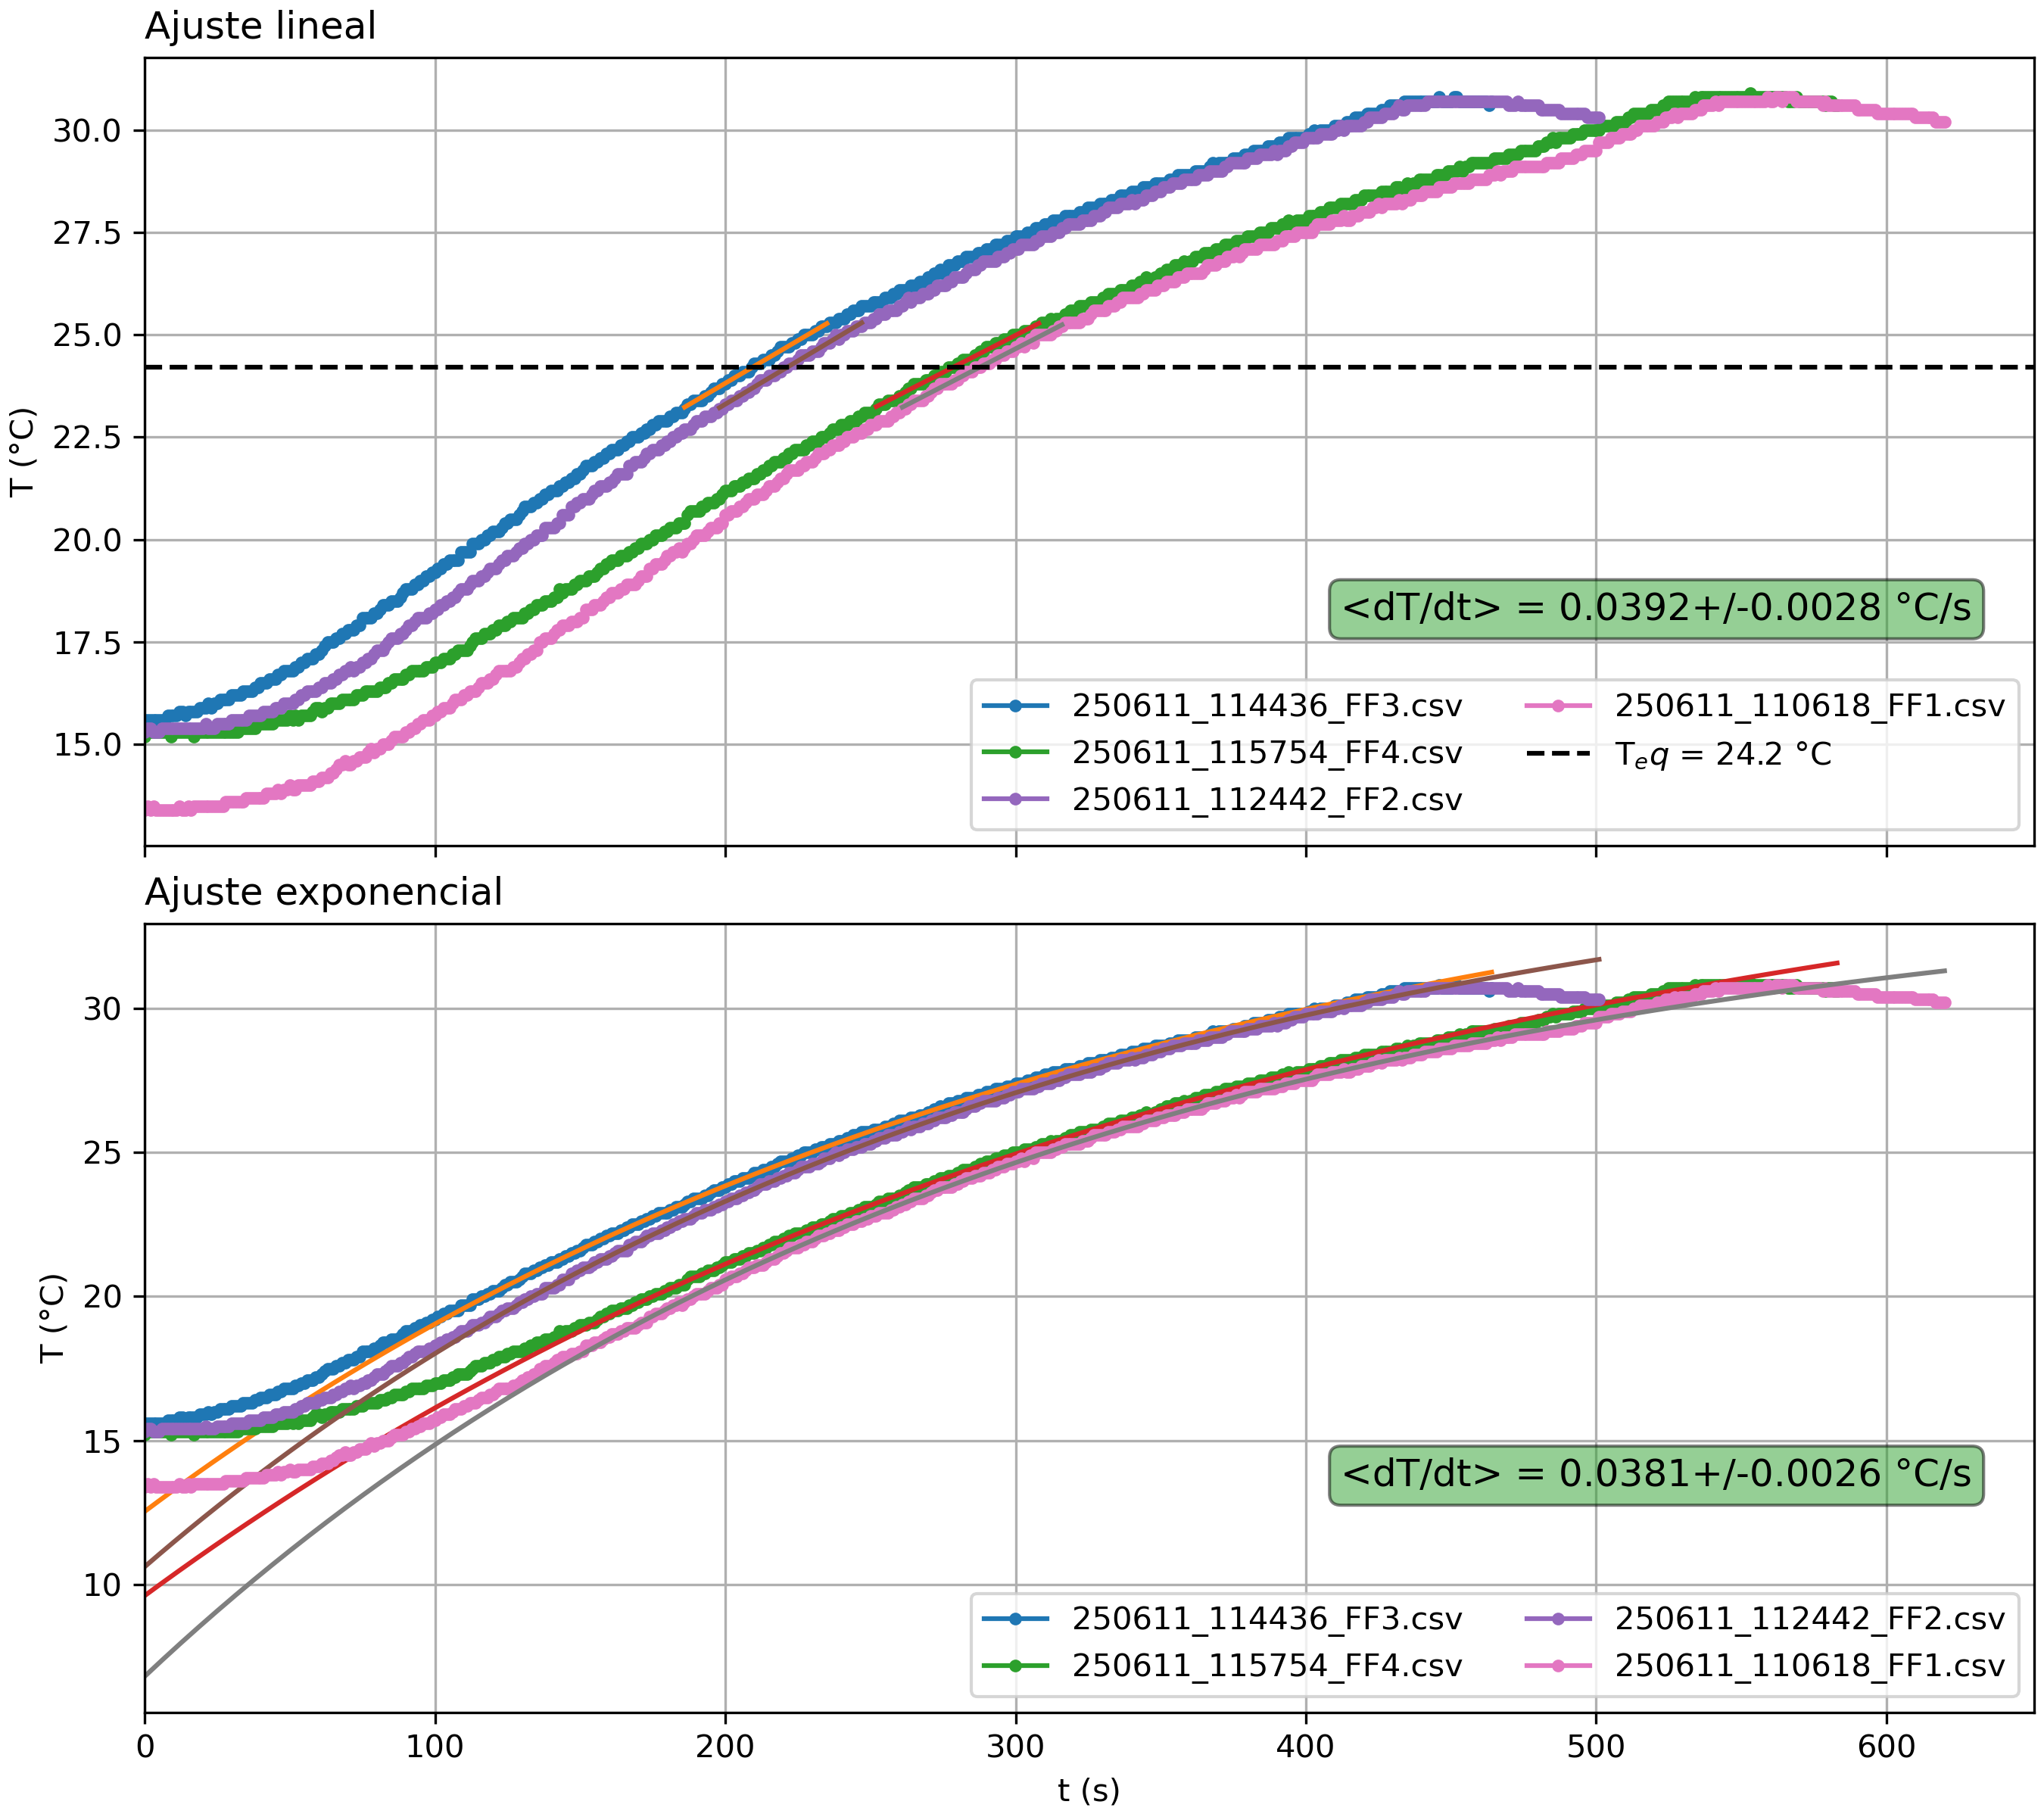 Ajuste lineal
30.0
27.5
25.0
22.5
20.0
17.5
15.0
T (°C)
<dT/dt> = 0.0392+/-0.0028 °C/s
250611_114436_FF3.csv
250611_115754_FF4.csv
250611_112442_FF2.csv
250611_110618_FF1.csv
Teq = 24.2 °C
Ajuste exponencial
30
25
20
15
10
T (°C)
<dT/dt> = 0.0381+/-0.0026 °C/s
250611_114436_FF3.csv
250611_115754_FF4.csv
250611_112442_FF2.csv
250611_110618_FF1.csv
0 100 200 300 400 500 600
t (s)